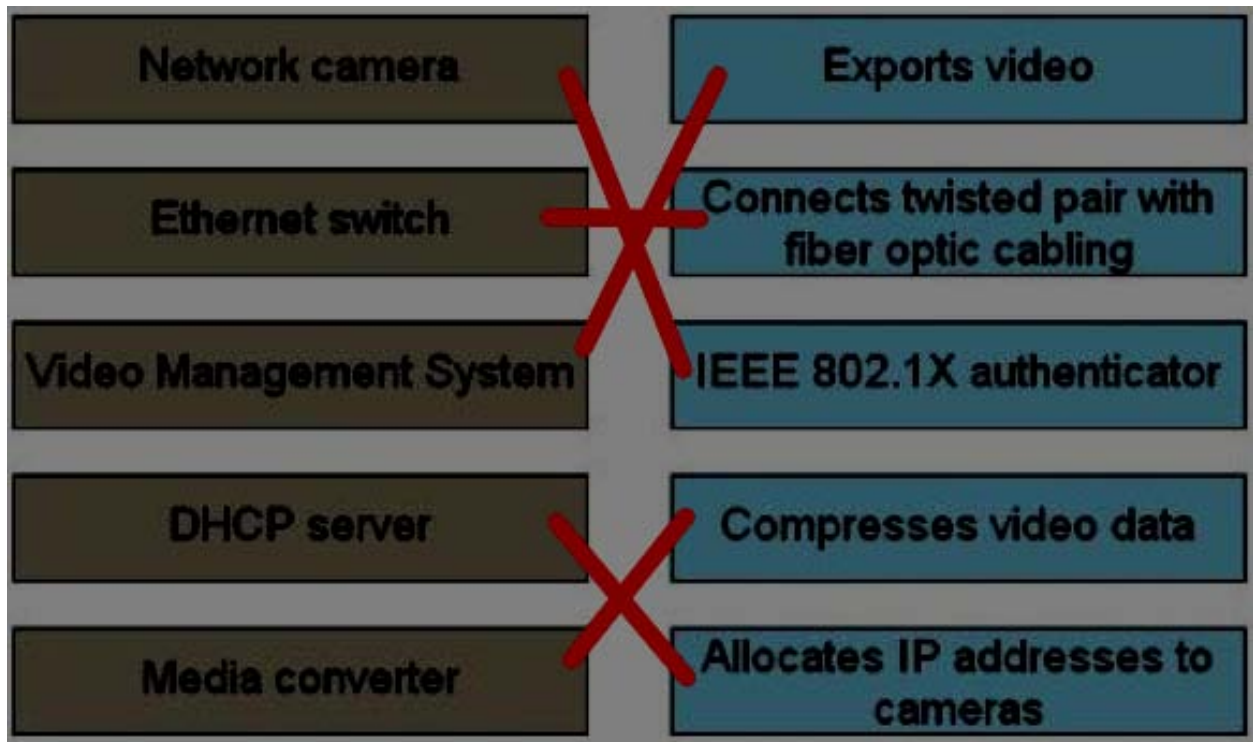 Network camera
Exports video
Ethernet switch
Connects twisted pair with
fiber optic cabling
Video Management System
IEEE 802.1X authenticator
DHCP server
Compresses video data
Media converter
Allocates IP addresses to
cameras